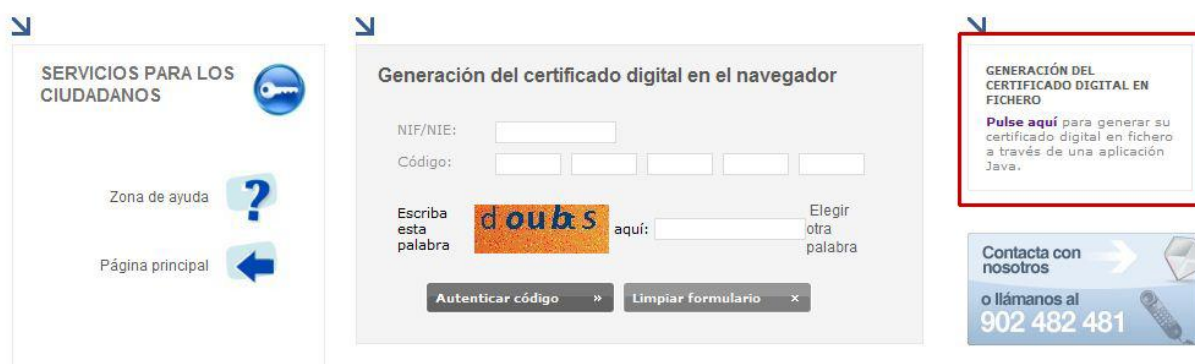 SERVICIOS PARA LOS
CIUDADANOS
Zona de ayuda
Página principal
Generación del certificado digital en el navegador
NIF/NIE:
Código:
Escriba
esta
palabra
doubts
aquí:
Elegir
otra
palabra
Autenticar código »
Limpiar formulario ×
GENERACIÓN DEL
CERTIFICADO DIGITAL EN
FICHERO
Pulse aquí para generar su
certificado digital en fichero
a través de una aplicación
Java.
Contacta con
nosotros
o llámanos al
902 482 481